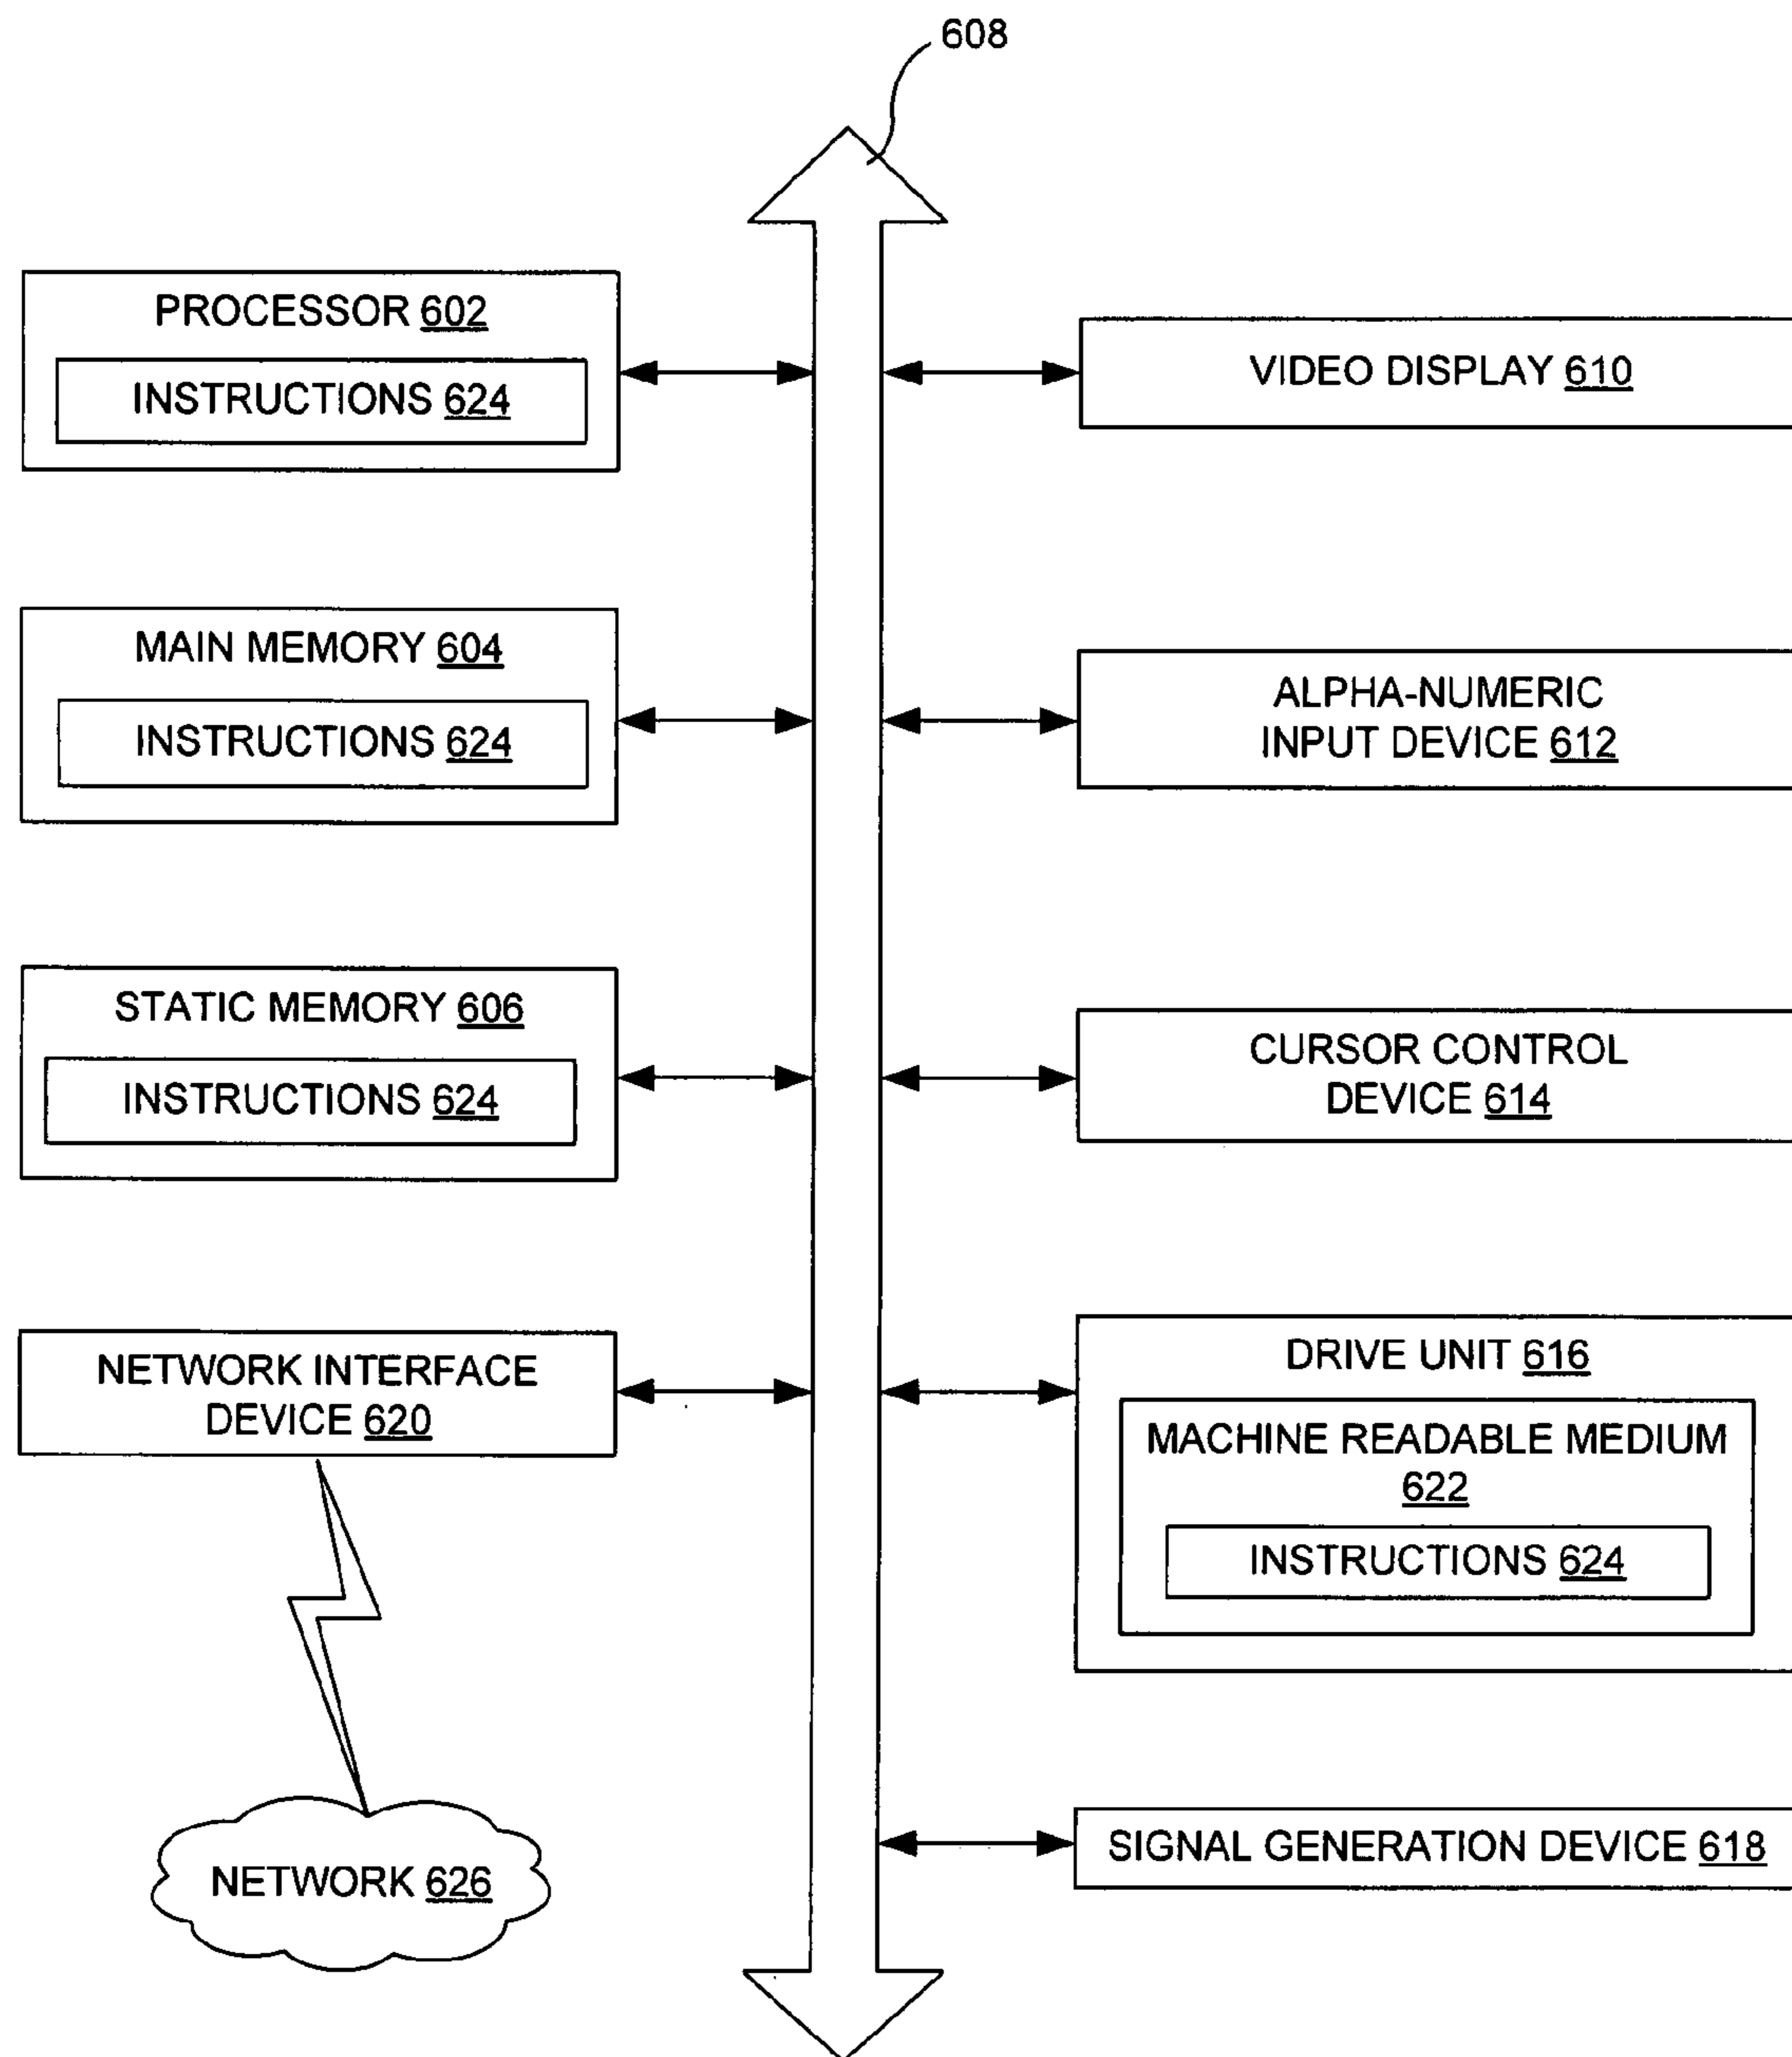 608
PROCESSOR 602
INSTRUCTIONS 624
MAIN MEMORY 604
INSTRUCTIONS 624
STATIC MEMORY 606
INSTRUCTIONS 624
NETWORK INTERFACE
DEVICE 620
NETWORK 626
VIDEO DISPLAY 610
ALPHA-NUMERIC
INPUT DEVICE 612
CURSOR CONTROL
DEVICE 614
DRIVE UNIT 616
MACHINE READABLE MEDIUM
622
INSTRUCTIONS 624
SIGNAL GENERATION DEVICE 618